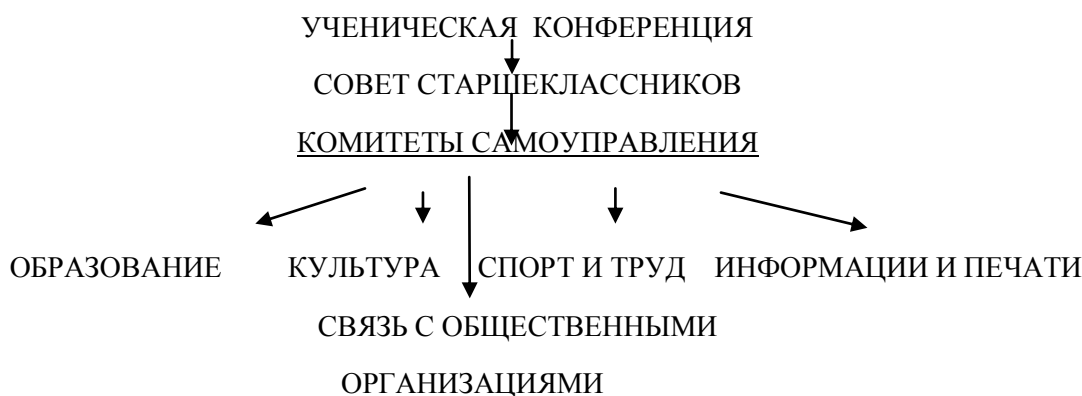 УЧЕНИЧЕСКАЯ КОНФЕРЕНЦИЯ
СОВЕТ СТАРШЕКЛАССНИКОВ
КОМИТЕТЫ САМОУПРАВЛЕНИЯ
ОБРАЗОВАНИЕ КУЛЬТУРА СПОРТ И ТРУД ИНФОРМАЦИИ И ПЕЧАТИ
СВЯЗЬ С ОБЩЕСТВЕННЫМИ
ОРГАНИЗАЦИЯМИ